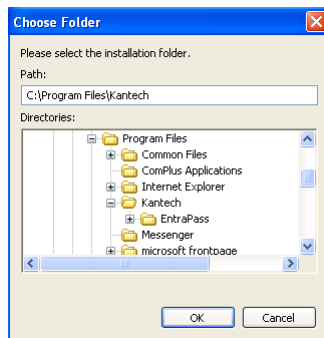 Choose Folder
Please select the installation folder.
Path:
C:\Program Files\Kantech
Directories:
Program Files
Common Files
ComPlus Applications
Internet Explorer
Kantech
EntraPass
Messenger
microsoft frontpage
OK
Cancel